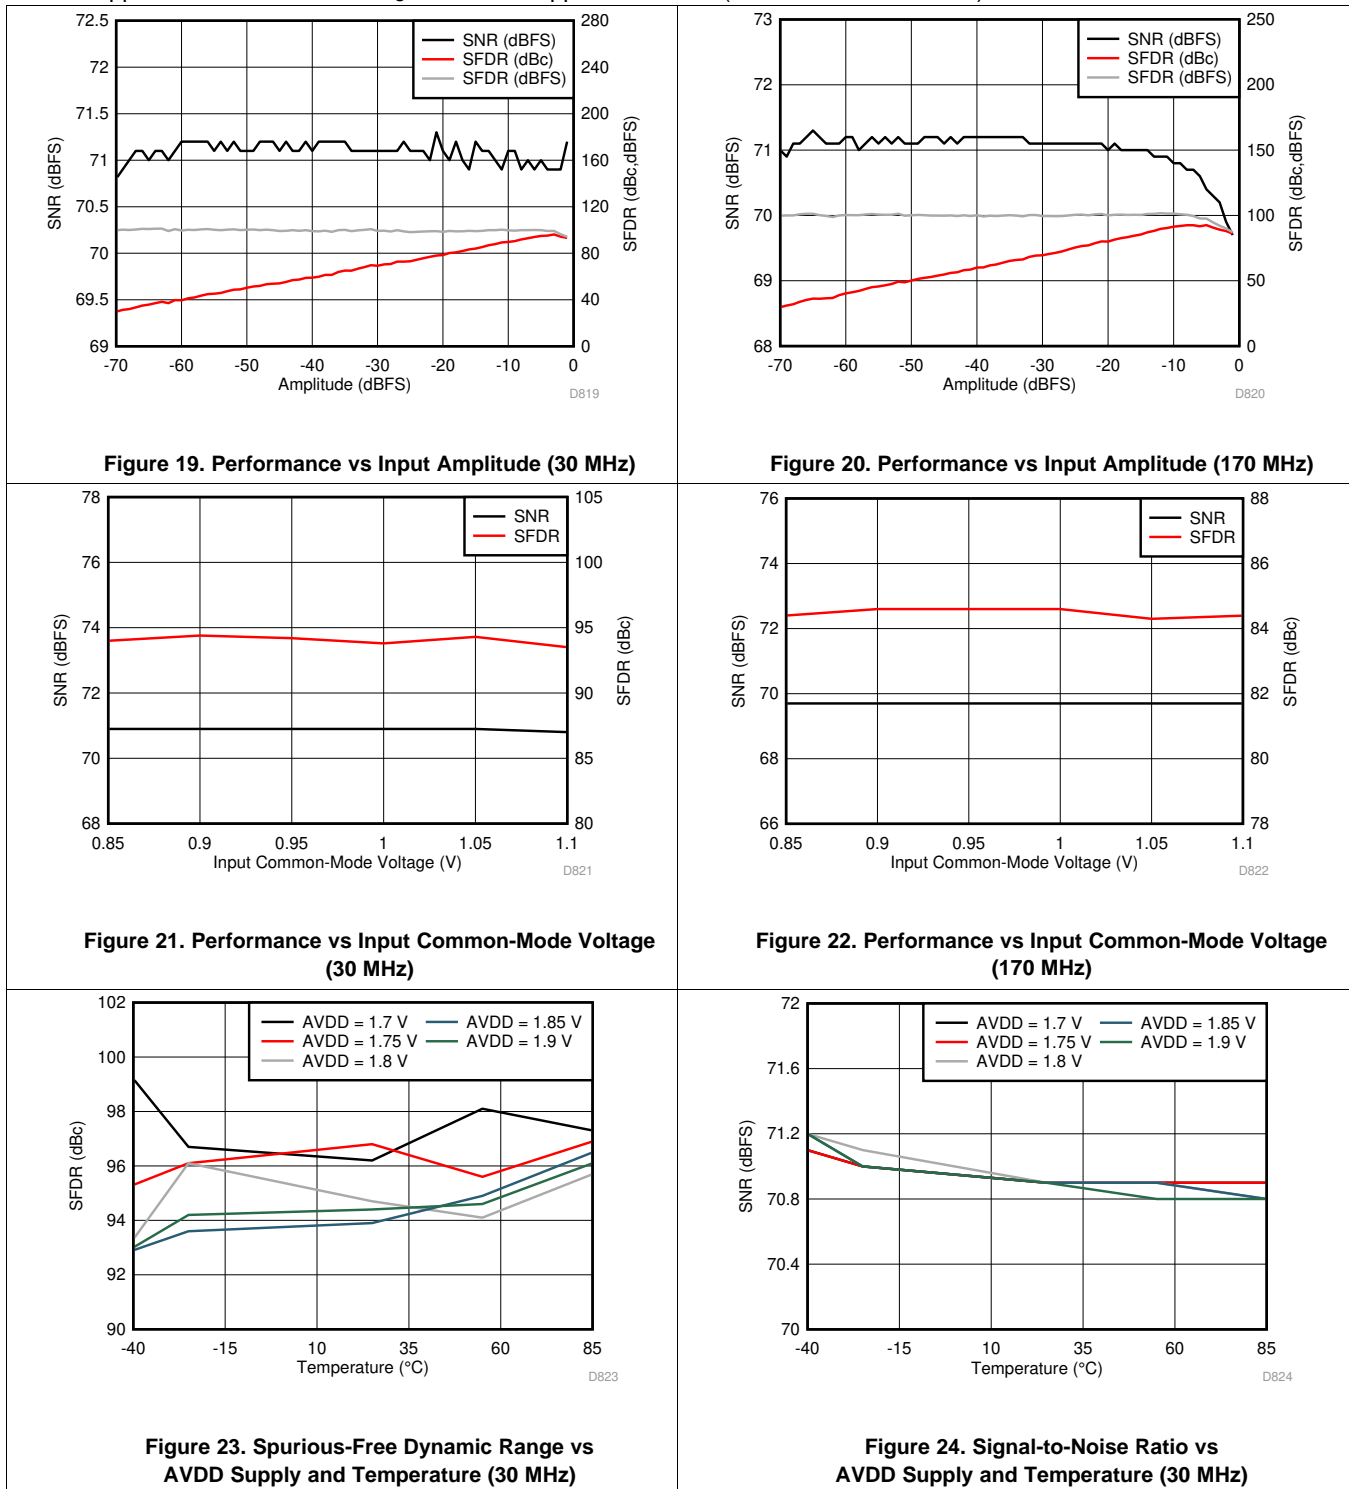 72.5
72
71.5
71
70.5
70
69.5
69
280
240
200
160
120
80
40
0
-70 -60 -50 -40 -30 -20 -10 0
SNR (dBFS)
SFDR (dBc,dBFS)
SNR (dBFS)
SFDR (dBc)
SFDR (dBFS)
Amplitude (dBFS)
D819
Figure 19. Performance vs Input Amplitude (30 MHz)
73
72
71
70
69
68
250
200
150
100
50
0
-70 -60 -50 -40 -30 -20 -10 0
SNR (dBFS)
SFDR (dBc,dBFS)
SNR (dBFS)
SFDR (dBc)
SFDR (dBFS)
Amplitude (dBFS)
D820
Figure 20. Performance vs Input Amplitude (170 MHz)
78
76
74
72
70
68
105
100
95
90
85
80
0.85 0.9 0.95 1 1.05 1.1
SNR (dBFS)
SFDR (dBc)
SNR
SFDR
Input Common-Mode Voltage (V)
D821
Figure 21. Performance vs Input Common-Mode Voltage
(30 MHz)
76
74
72
70
68
66
88
86
84
82
80
78
0.85 0.9 0.95 1 1.05 1.1
SNR (dBFS)
SFDR (dBc)
SNR
SFDR
Input Common-Mode Voltage (V)
D822
Figure 22. Performance vs Input Common-Mode Voltage
(170 MHz)
102
100
98
96
94
92
90
-40 -15 10 35 60 85
SFDR (dBc)
AVDD = 1.7 V AVDD = 1.85 V
AVDD = 1.75 V AVDD = 1.9 V
AVDD = 1.8 V
Temperature (°C)
D823
Figure 23. Spurious-Free Dynamic Range vs
AVDD Supply and Temperature (30 MHz)
72
71.6
71.2
70.8
70.4
70
-40 -15 10 35 60 85
SNR (dBFS)
AVDD = 1.7 V AVDD = 1.85 V
AVDD = 1.75 V AVDD = 1.9 V
AVDD = 1.8 V
Temperature (°C)
D824
Figure 24. Signal-to-Noise Ratio vs
AVDD Supply and Temperature (30 MHz)